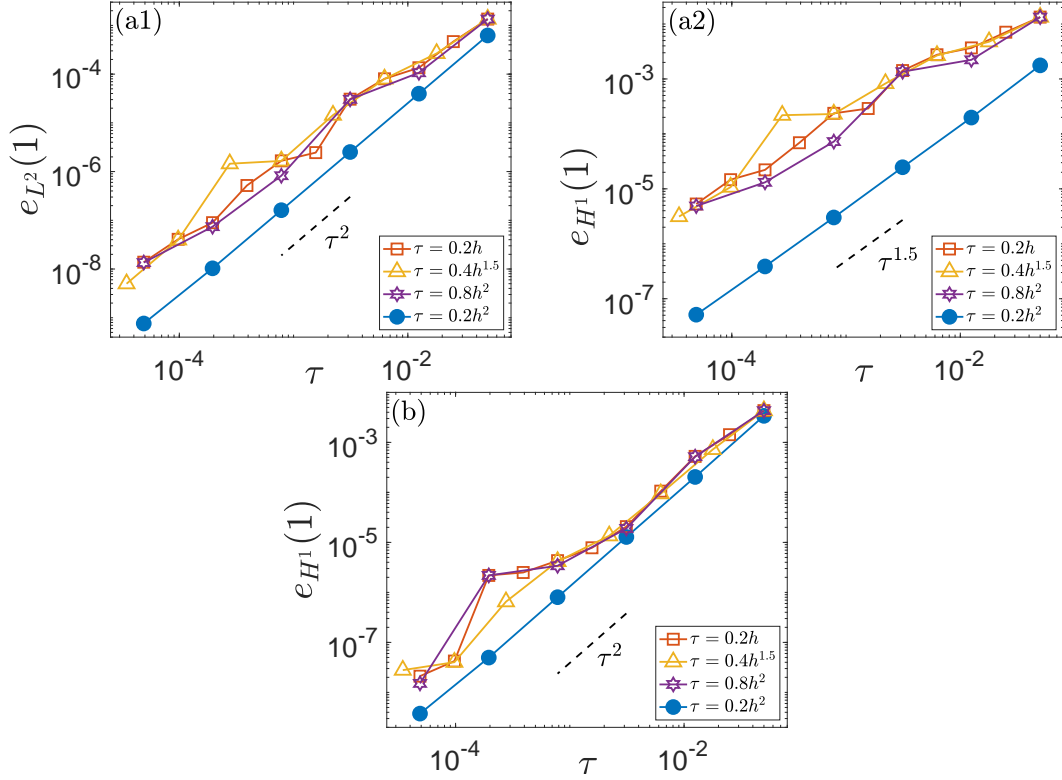 (a1)
10^{-4}
10^{-6}
10^{-8}
e_{L^2}(1)
τ^2
τ = 0.2h
τ = 0.4h^{1.5}
τ = 0.8h^2
τ = 0.2h^2
10^{-4}
10^{-2}
τ
(a2)
10^{-3}
10^{-5}
10^{-7}
e_{H^1}(1)
τ^{1.5}
τ = 0.2h
τ = 0.4h^{1.5}
τ = 0.8h^2
τ = 0.2h^2
10^{-4}
10^{-2}
τ
(b)
10^{-3}
10^{-5}
10^{-7}
e_{H^1}(1)
τ^2
τ = 0.2h
τ = 0.4h^{1.5}
τ = 0.8h^2
τ = 0.2h^2
10^{-4}
10^{-2}
τ